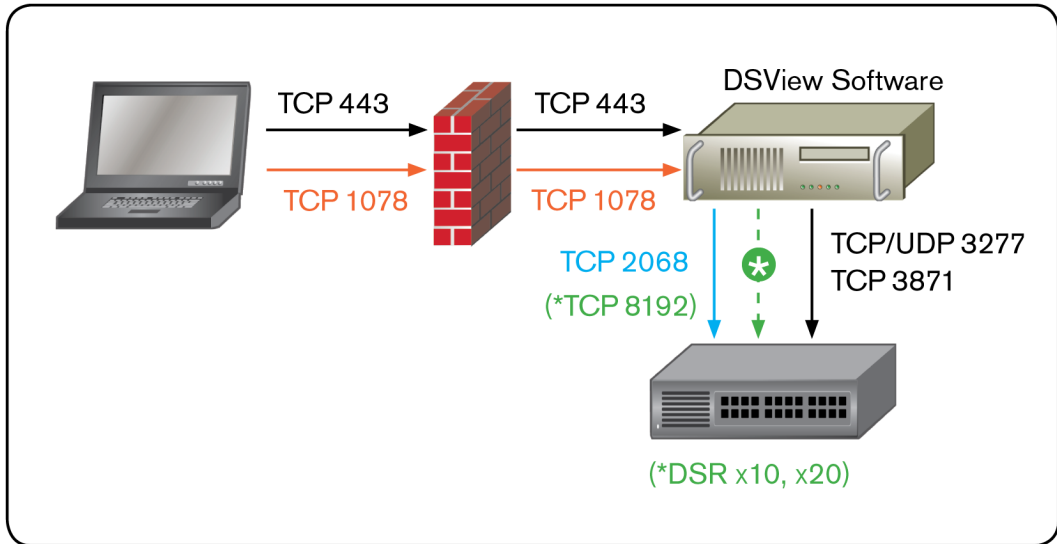 DSView Software
TCP 443
TCP 443
TCP 1078
TCP 1078
TCP 2068
(*TCP 8192)
*
TCP/UDP 3277
TCP 3871
(*DSR x10, x20)